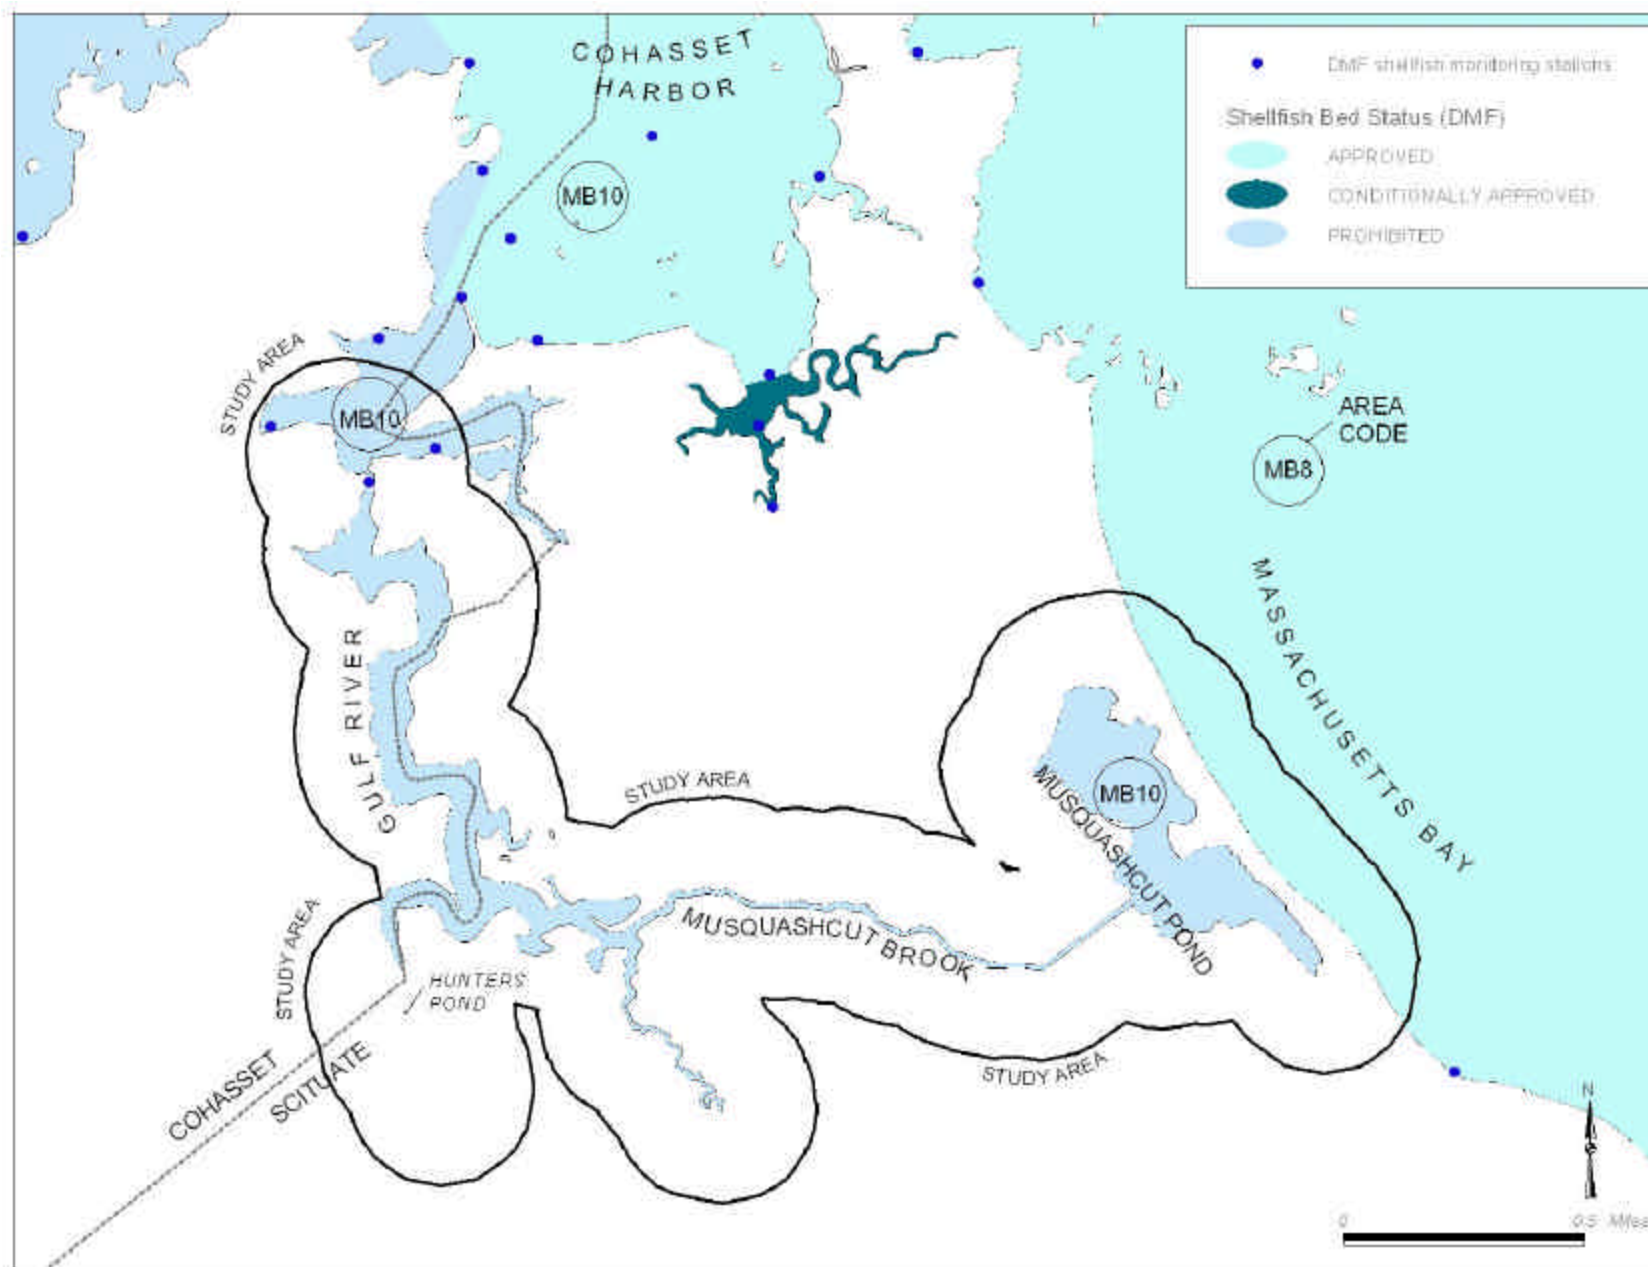 COHASSET
HARBOR
DMF shellfish monitoring stations
Shellfish Bed Status (DMF)
APPROVED
CONDITIONALLY APPROVED
PROHIBITED
MB10
STUDY AREA
MB10
AREA
CODE
MB8
MASSACHUSETTS BAY
GULF RIVER
STUDY AREA
MB10
MUSQUASHCUT POND
STUDY AREA
MUSQUASHCUT BROOK
HUNTERS
POND
COHASSET
SCITUATE
STUDY AREA
N
0 0.5 Miles